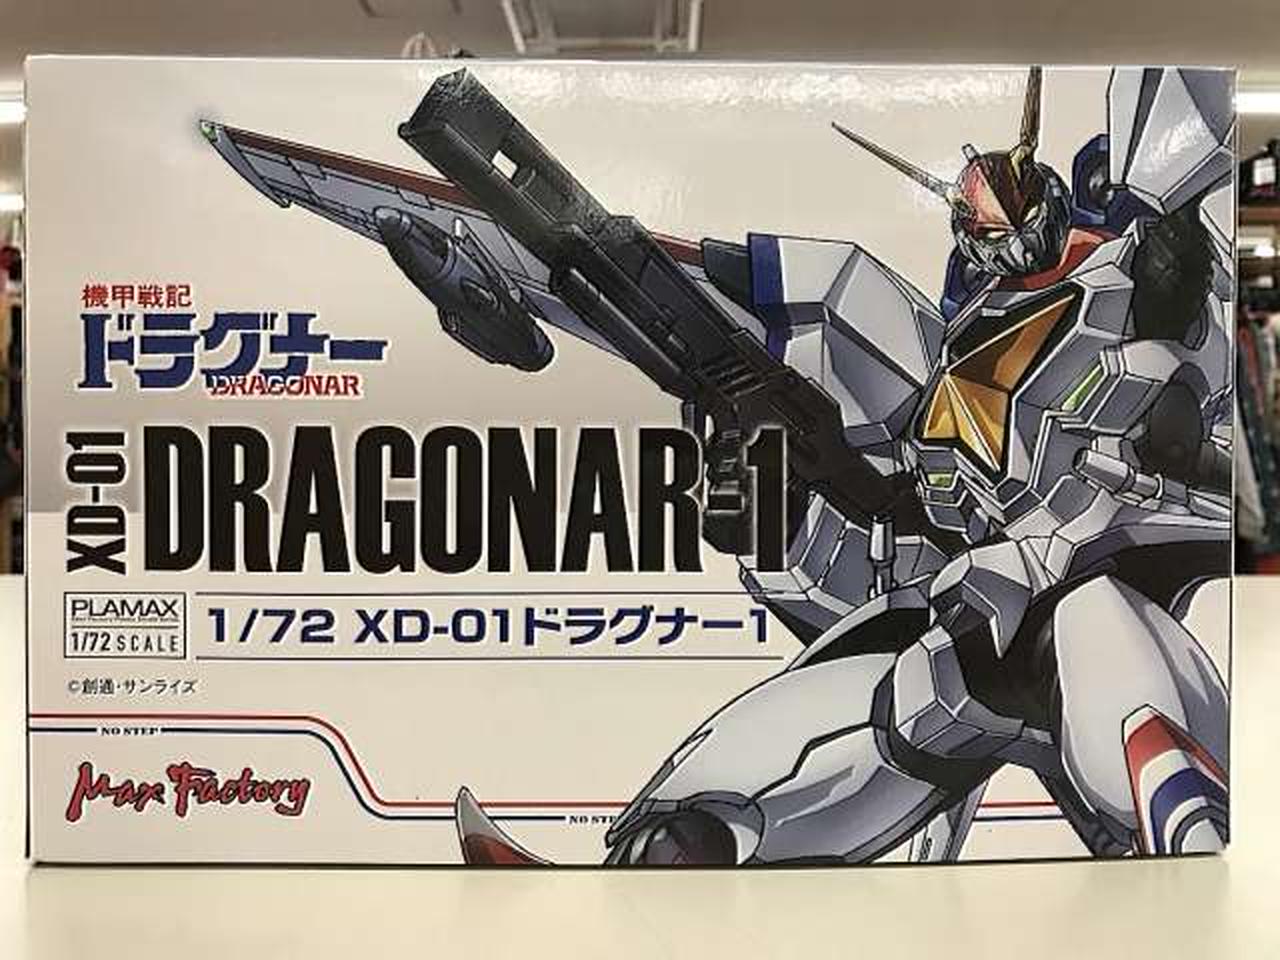 機甲戦記
ドラグナー
DRAGONAR
XD-01
DRAGONAR-1
PLAMAX
1/72 SCALE
1/72 XD-01ドラグナー1
©創通・サンライズ
NO STEP
Max Factory
NO STEP